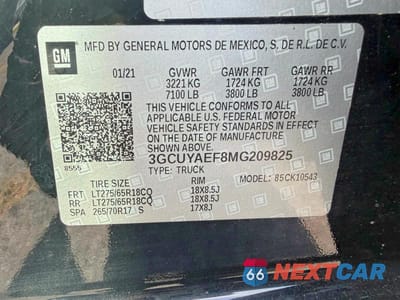 GM
MFD BY GENERAL MOTORS DE MEXICO, S. DE R.L. DE C.V.
01/21 GVWR GAWR FRT GAWR RR
3221 KG 1724 KG 1724 KG
7100 LB 3800 LB 3800 LB
THIS VEHICLE CONFORMS TO ALL APPLICABLE
U.S. FEDERAL MOTOR VEHICLE SAFETY
STANDARDS IN EFFECT ON THE DATE OF
MANUFACTURE SHOWN ABOVE.
3GCUYAEF8MG209825
8555 TYPE: TRUCK MODEL: 85CK10543
TIRE SIZE RIM
FRT LT275/65R18CQ 18X8.5J
RR LT275/65R18CQ 18X8.5J
SPA 265/70R17 S 17X8J
66 NEXTCAR